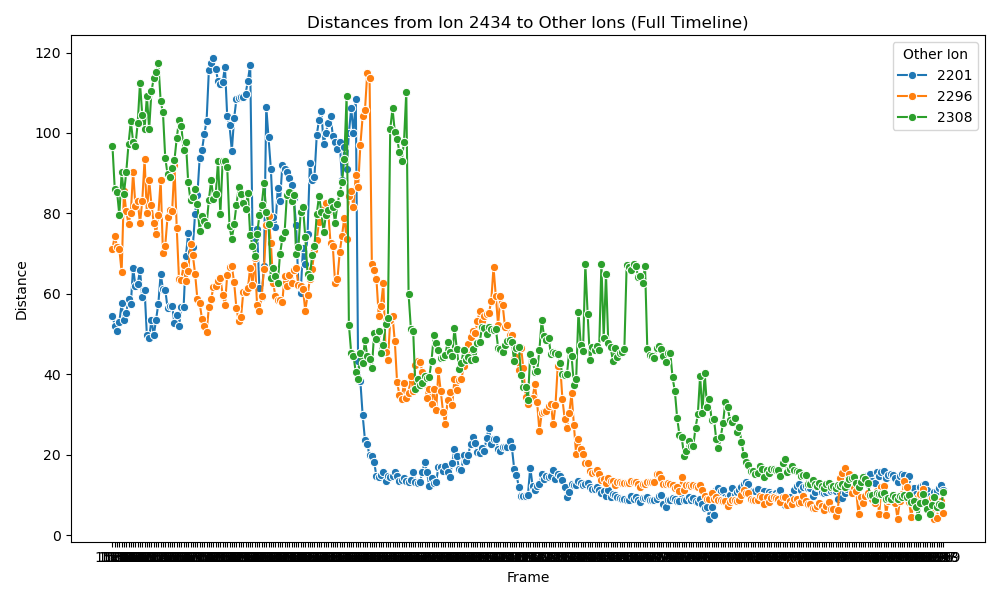 Distances from Ion 2434 to Other Ions (Full Timeline)
Other Ion
2201
2296
2308
120
100
80
60
40
20
0
Distance
Frame